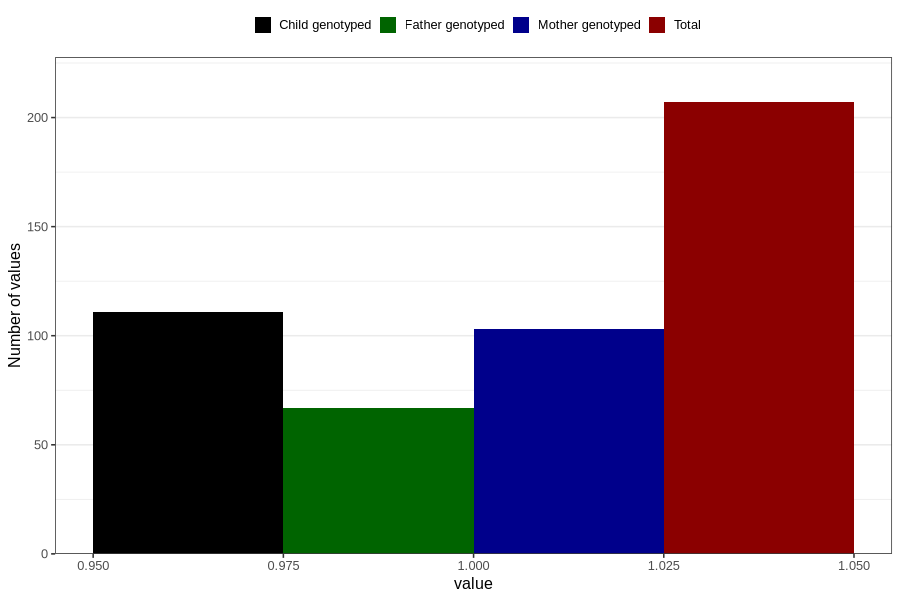 Child genotyped Father genotyped Mother genotyped Total
Number of values
200
150
100
50
0
0.950 0.975 1.000 1.025 1.050
value